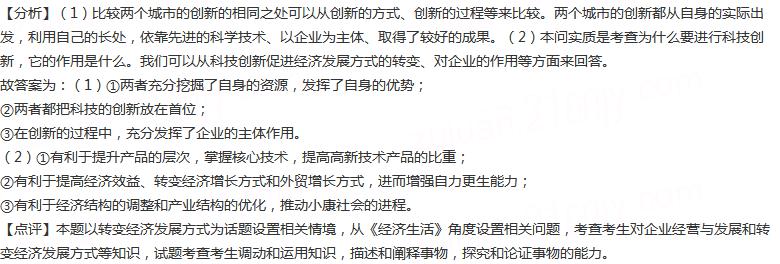 【分析】（1）比较两个城市的创新的相同之处可以从创新的方式、创新的过程等来比较。两个城市的创新都从自身的实际出
发，利用自己的长处，依靠先进的科学技术、以企业为主体、取得了较好的成果。（2）本问实质是考查为什么要进行科技创
新，它的作用是什么。我们可以从科技创新促进经济发展方式的转变、对企业的作用等方面来回答。
故答案为：（1）①两者充分挖掘了自身的资源，发挥了自身的优势；
②两者都把科技的创新放在首位；
③在创新的过程中，充分发挥了企业的主体作用。
（2）①有利于提升产品的层次，掌握核心技术，提高高新技术产品的比重；
②有利于提高经济效益、转变经济增长方式和外贸增长方式，进而增强自力更生能力；
③有利于经济结构的调整和产业结构的优化，推动小康社会的进程。
【点评】本题以转变经济发展方式为话题设置相关情境，从《经济生活》角度设置相关问题，考查考生对企业经营与发展和转
变经济发展方式等知识，试题考查考生调动和运用知识，描述和阐释事物，探究和论证事物的能力。